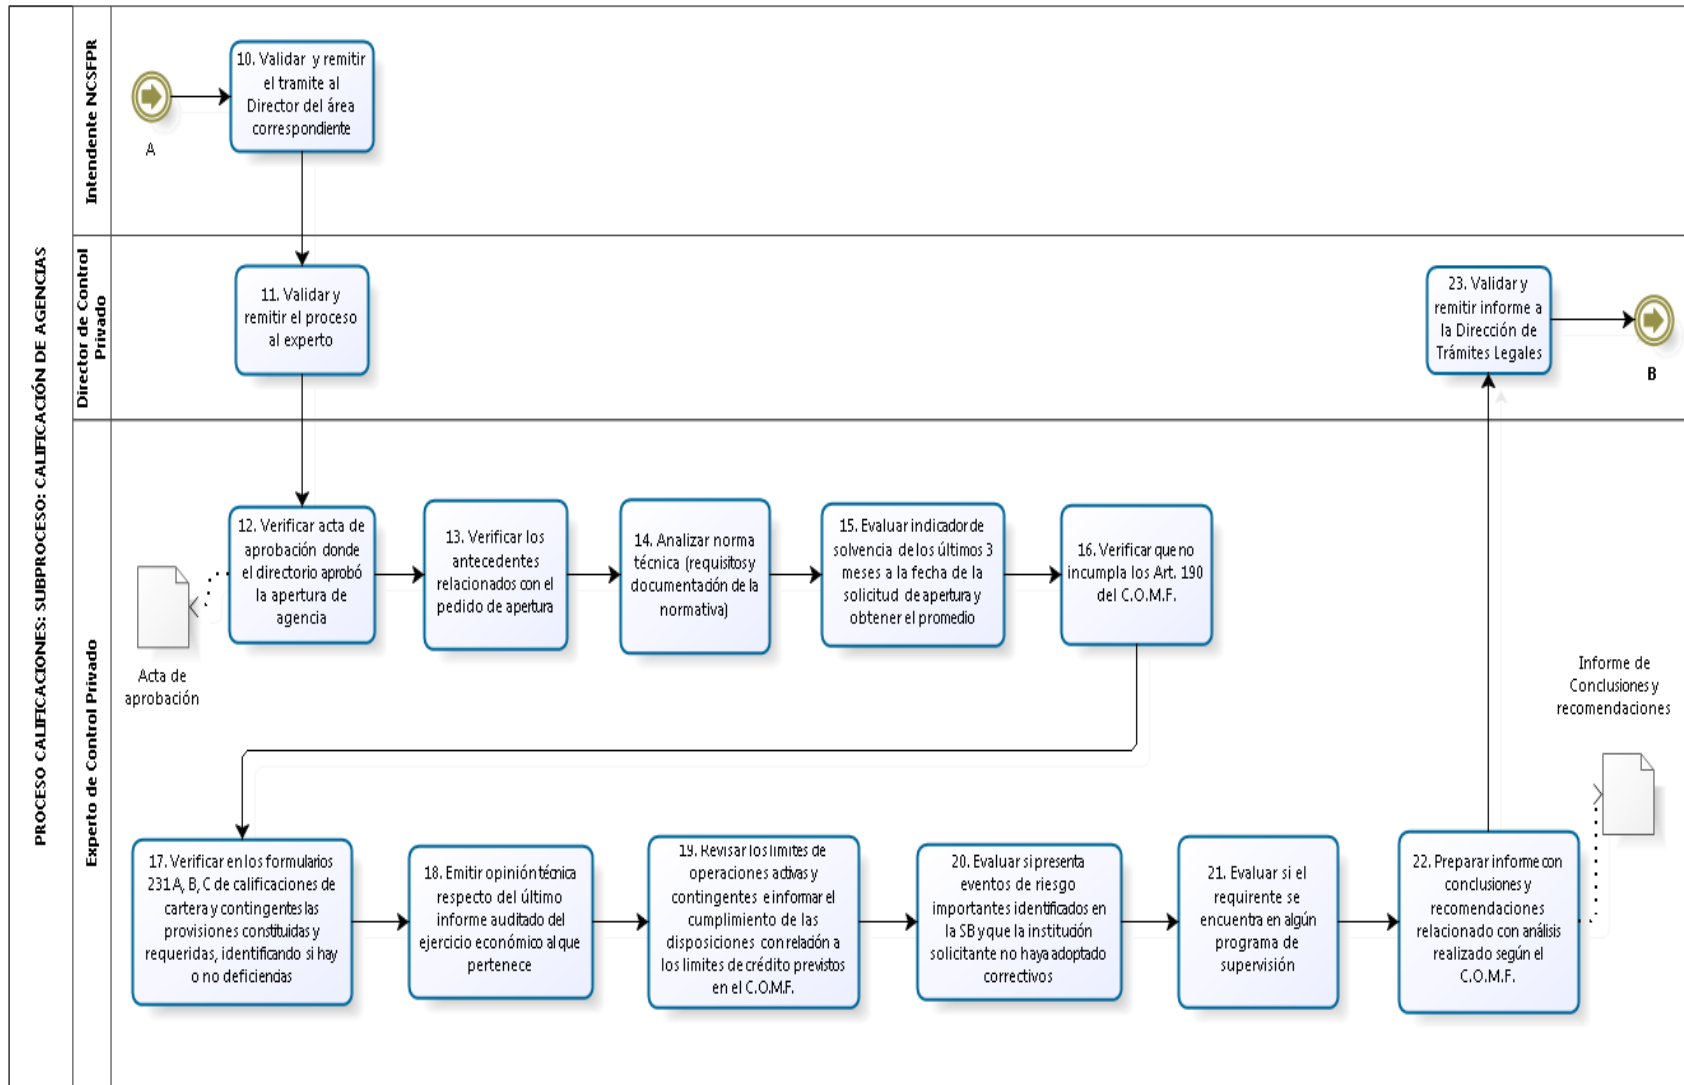 PROCESO CALIFICACIONES: SUBPROCESO: CALIFICACIÓN DE AGENCIAS
Intendente NCSFPR
A
10. Validar y remitir
el tramite al
Director del área
correspondiente
Director de Control
Privado
11. Validar y
remitir el proceso
al experto
23. Validar y
remitir informe a
la Dirección de
Trámites Legales
B
Experto de Control Privado
12. Verificar acta de
aprobación donde
el directorio aprobó
la apertura de
agencia
13. Verificar los
antecedentes
relacionados con el
pedido de apertura
14. Analizar norma
técnica (requisitos y
documentación de la
normativa)
15. Evaluar indicador de
solvencia de los últimos 3
meses a la fecha de la
solicitud de apertura y
obtener el promedio
16. Verificar que no
incumpla los Art. 190
del C.O.M.F.
Acta de
aprobación
Informe de
Conclusiones y
recomendaciones
17. Verificar en los formularios
231 A, B, C de calificaciones de
cartera y contingentes las
provisiones constituidas y
requeridas, identificando si hay
o no deficiencias
18. Emitir opinión técnica
respecto del último
informe auditado del
ejercicio económico al que
pertenece
19. Revisar los limites de
operaciones activas y
contingentes e informar el
cumplimiento de las
disposiciones con relación a
los limites de crédito previstos
en el C.O.M.F.
20. Evaluar si presenta
eventos de riesgo
importantes identificados en
la SB y que la institución
solicitante no haya adoptado
correctivos
21. Evaluar si el
requirente se
encuentra en algún
programa de
supervisión
22. Preparar informe con
conclusiones y
recomendaciones
relacionado con análisis
realizado según el
C.O.M.F.